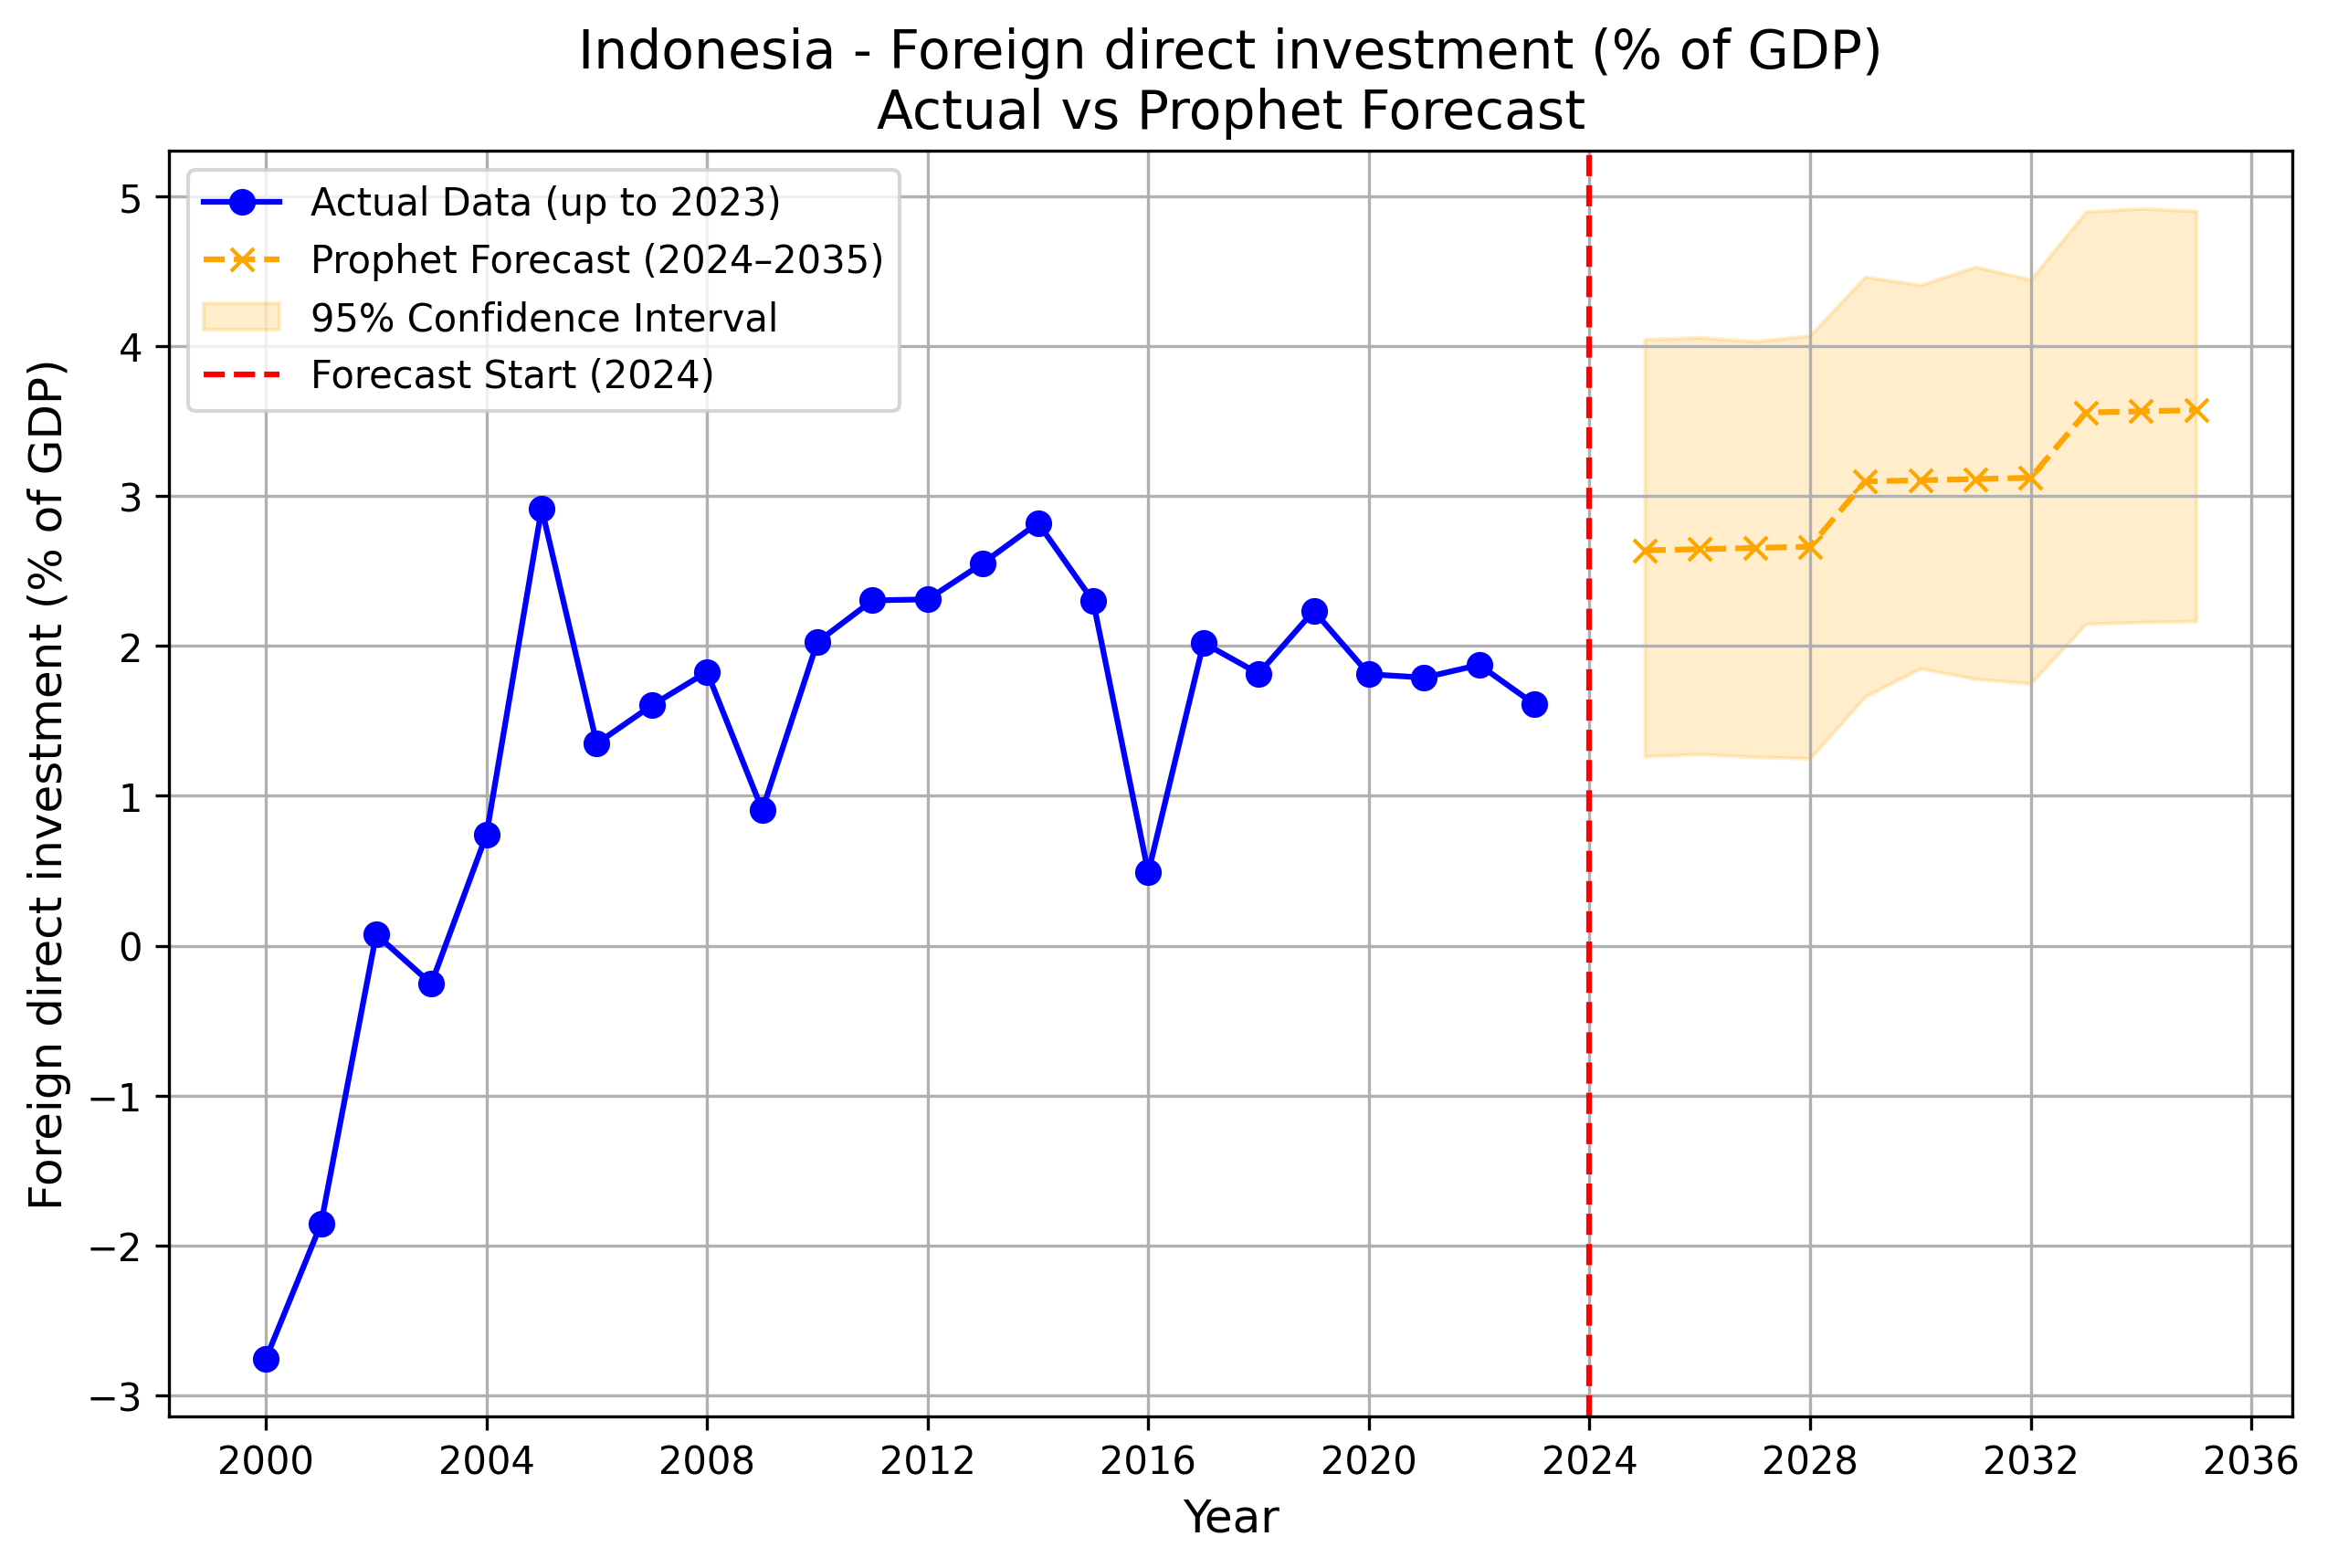 Indonesia - Foreign direct investment (% of GDP)
Actual vs Prophet Forecast
Actual Data (up to 2023)
Prophet Forecast (2024–2035)
95% Confidence Interval
Forecast Start (2024)
Foreign direct investment (% of GDP)
5
4
3
2
1
0
−1
−2
−3
2000 2004 2008 2012 2016 2020 2024 2028 2032 2036
Year